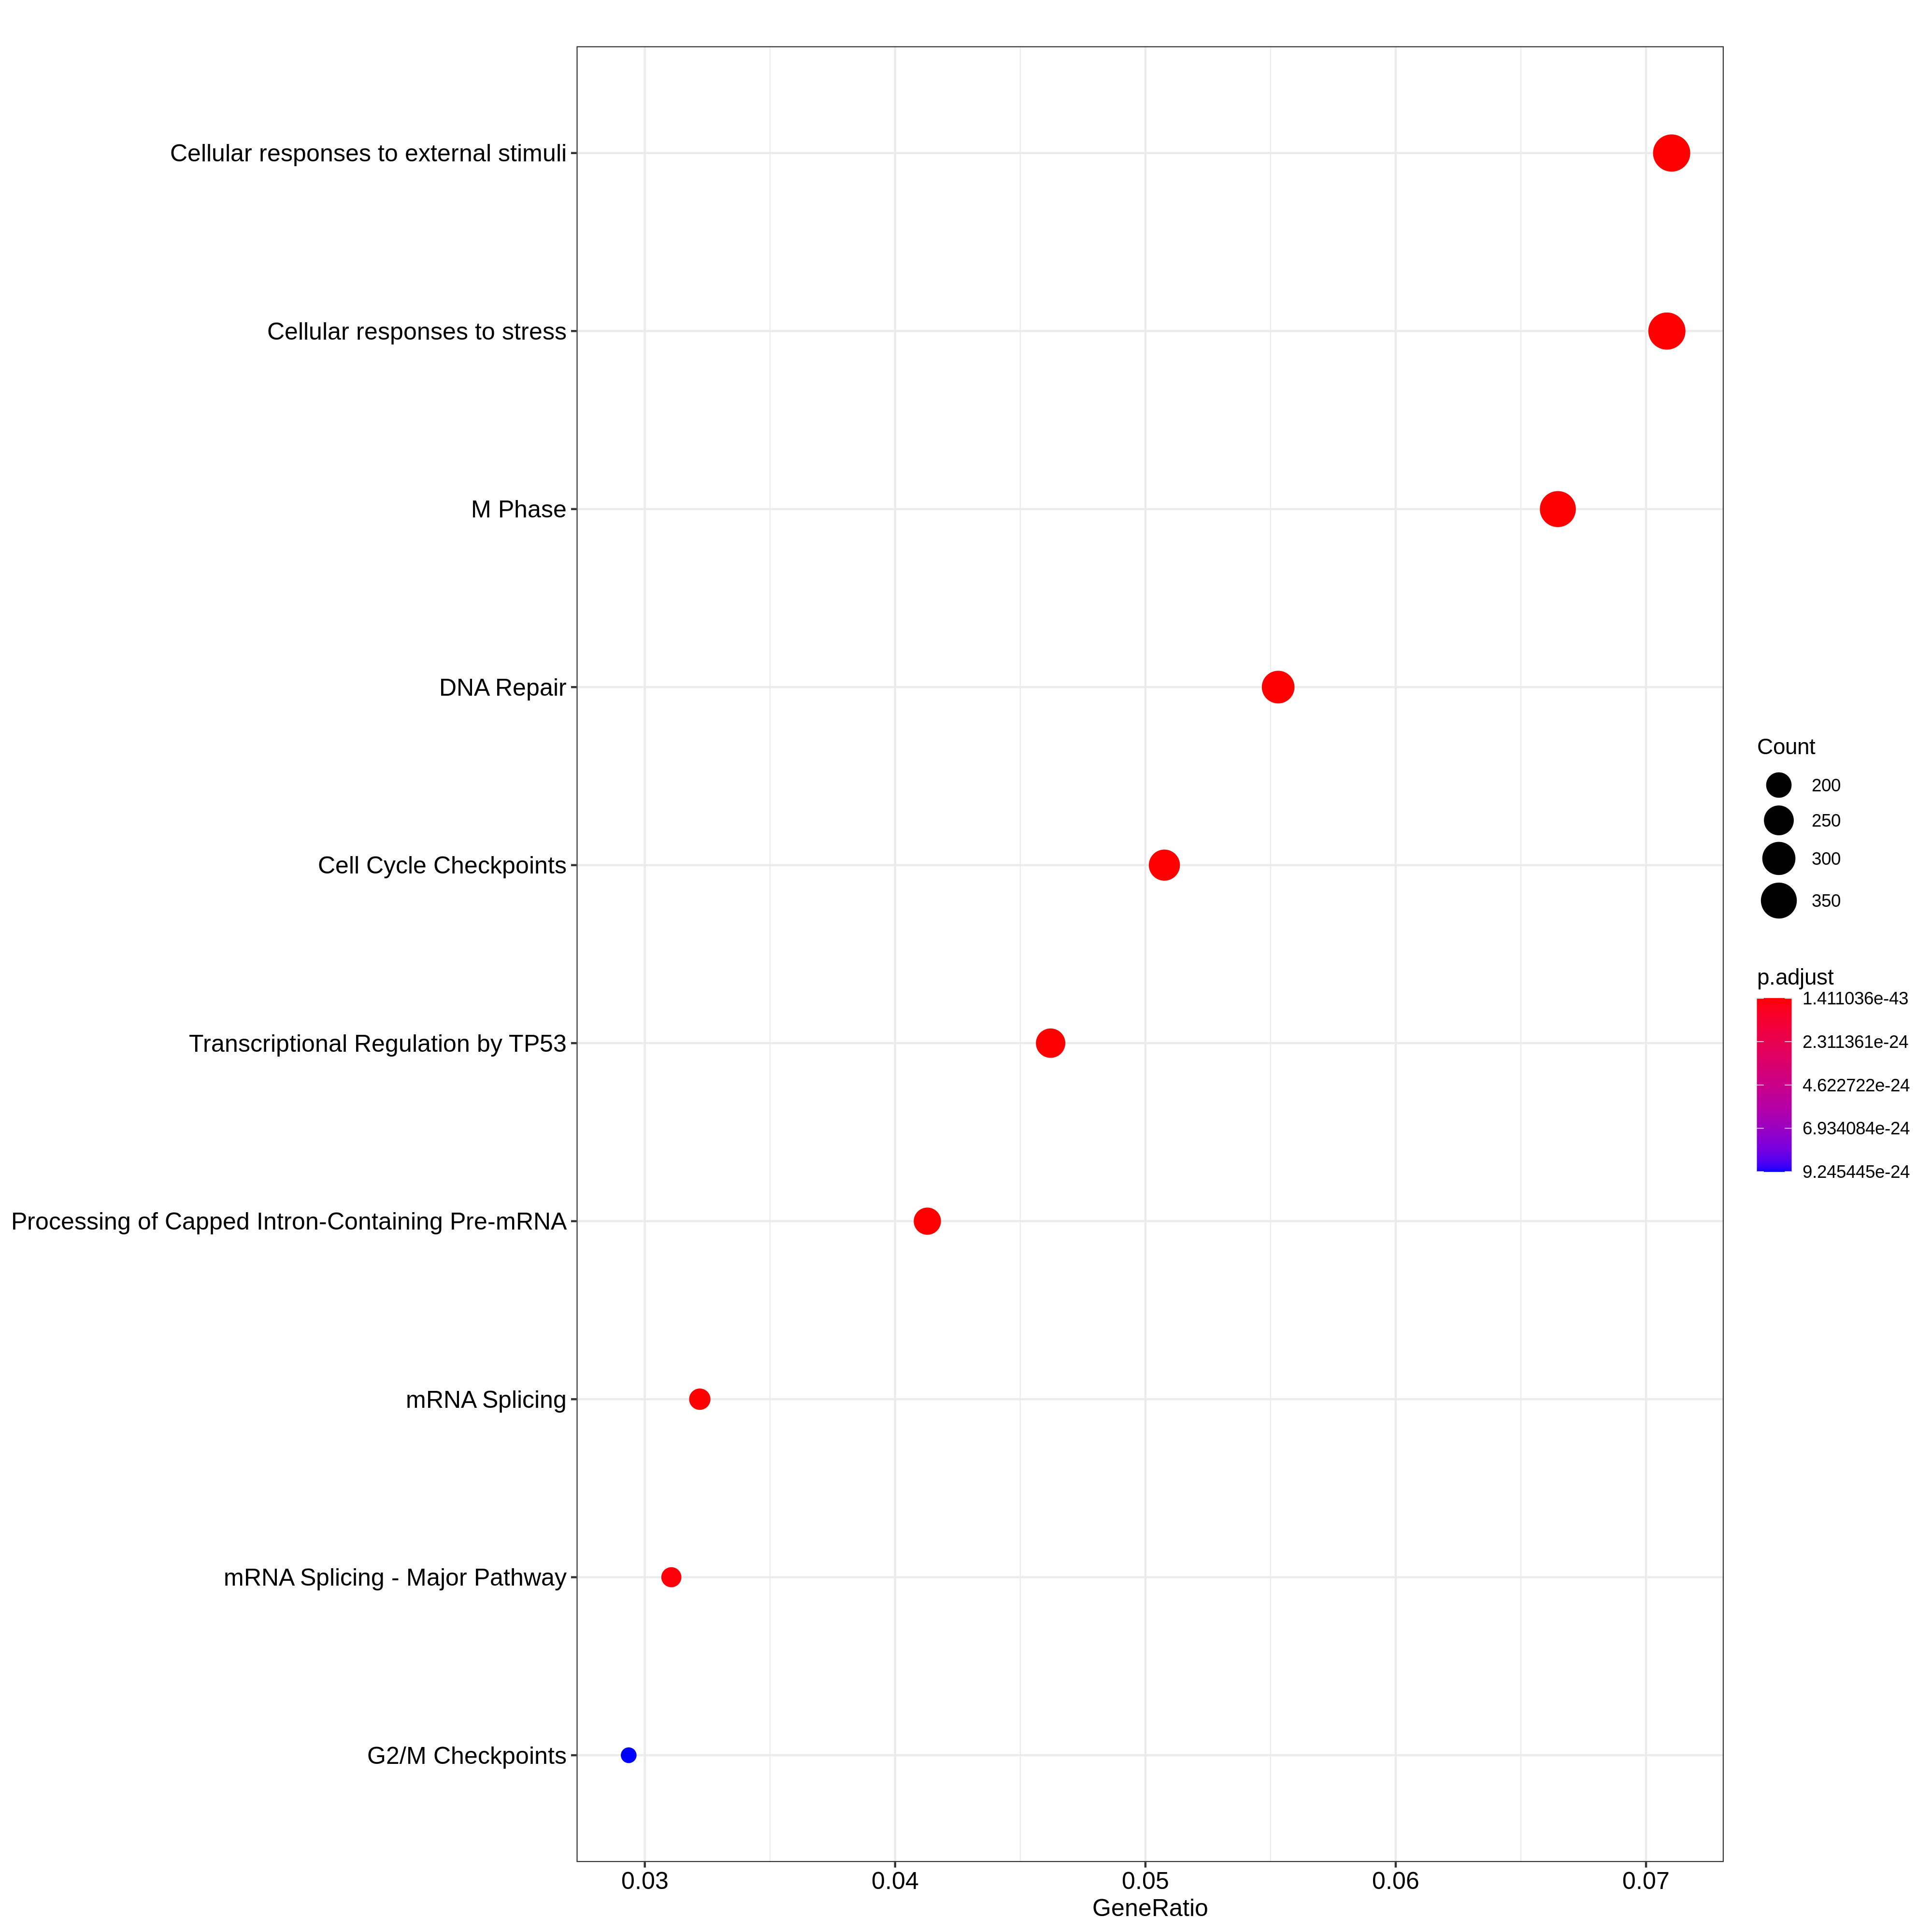 Cellular responses to external stimuli
Cellular responses to stress
M Phase
DNA Repair
Cell Cycle Checkpoints
Transcriptional Regulation by TP53
Processing of Capped Intron-Containing Pre-mRNA
mRNA Splicing
mRNA Splicing - Major Pathway
G2/M Checkpoints
0.03 0.04 0.05 0.06 0.07
GeneRatio
Count
200
250
300
350
p.adjust
1.411036e-43
2.311361e-24
4.622722e-24
6.934084e-24
9.245445e-24